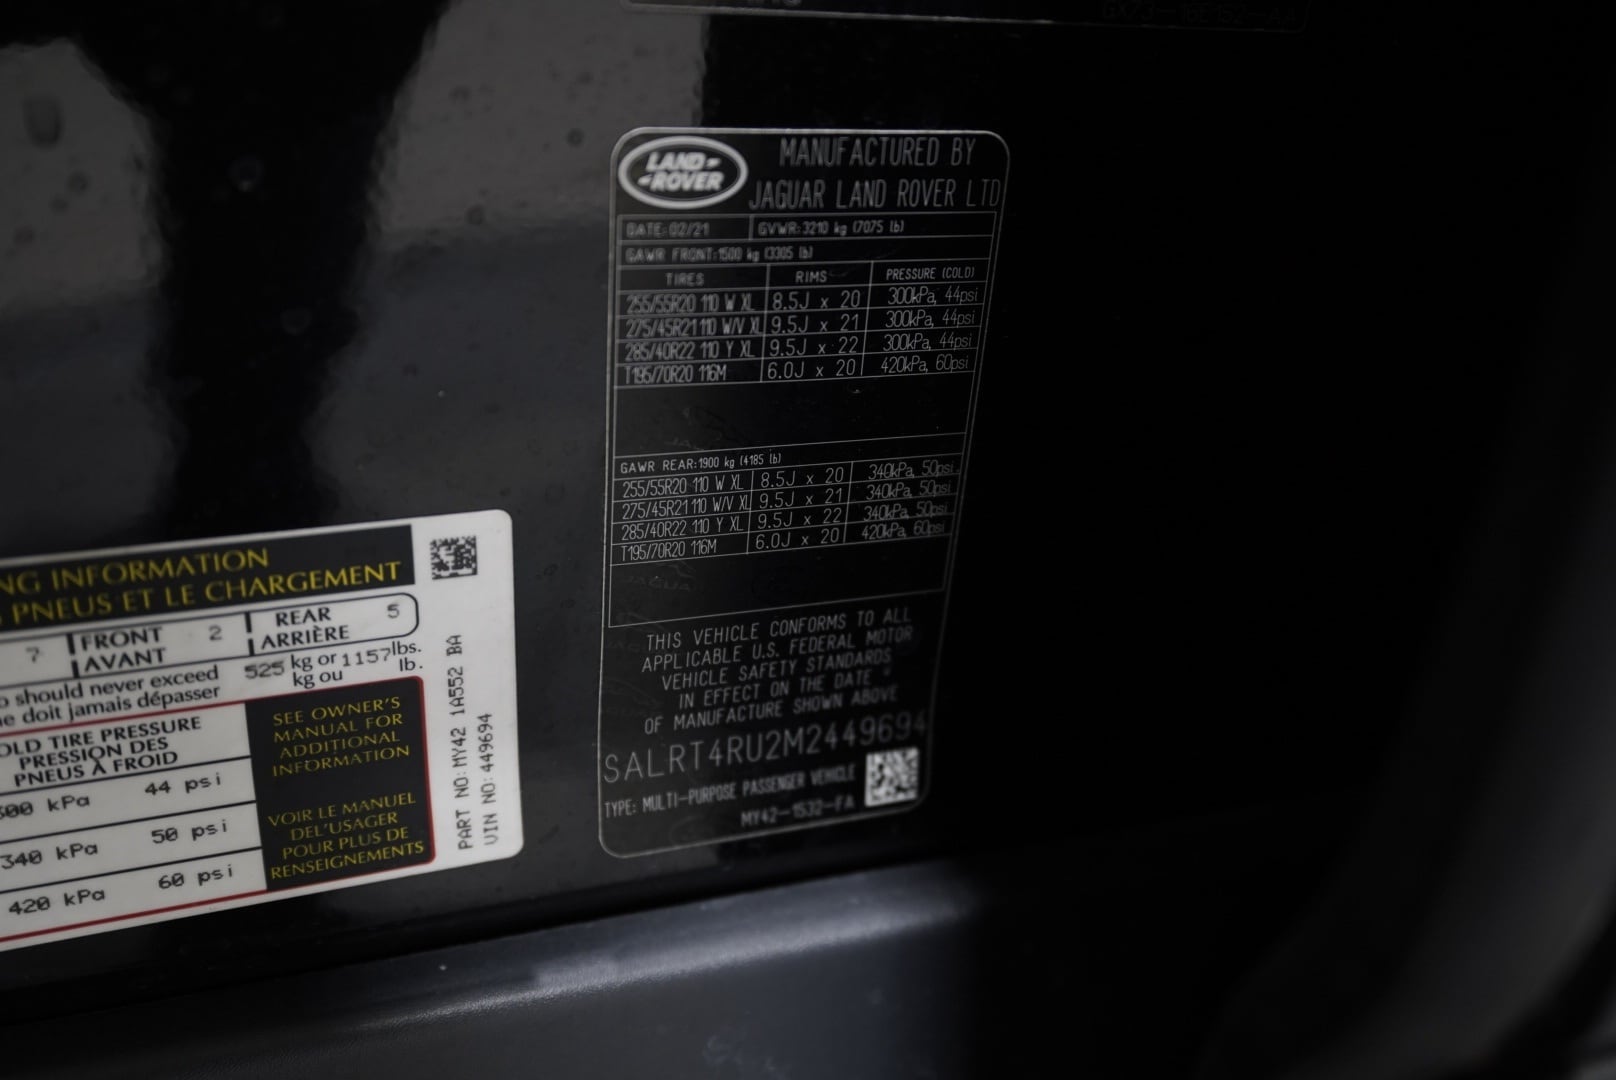 GX73-16E152-AA
LAND-
-ROVER
MANUFACTURED BY
JAGUAR LAND ROVER LTD
DATE: 02/21 GVWR: 3210 kg (7075 lb)
GAWR FRONT: 1500 kg (3305 lb)
TIRES RIMS PRESSURE (COLD)
255/55R20 110 W XL 8.5J x 20 300kPa, 44psi
275/45R21 110 W/V XL 9.5J x 21 300kPa, 44psi
285/40R22 110 Y XL 9.5J x 22 300kPa, 44psi
T195/70R20 116M 6.0J x 20 420kPa, 60psi
GAWR REAR: 1900 kg (4185 lb)
255/55R20 110 W XL 8.5J x 20 340kPa, 50psi
275/45R21 110 W/V XL 9.5J x 21 340kPa, 50psi
285/40R22 110 Y XL 9.5J x 22 340kPa, 50psi
T195/70R20 116M 6.0J x 20 420kPa, 60psi
THIS VEHICLE CONFORMS TO ALL
APPLICABLE U.S. FEDERAL MOTOR
VEHICLE SAFETY STANDARDS
IN EFFECT ON THE DATE
OF MANUFACTURE SHOWN ABOVE
SALRT4RU2M2449694
TYPE: MULTI-PURPOSE PASSENGER VEHICLE
MY42-1532-FA
NG INFORMATION
PNEUS ET LE CHARGEMENT
7 FRONT 2 REAR 5
AVANT ARRIÈRE
should never exceed 525 kg or 1157 lbs.
ne doit jamais dépasser kg ou lb.
OLD TIRE PRESSURE
PRESSION DES
PNEUS À FROID
300 kPa 44 psi
340 kPa 50 psi
420 kPa 60 psi
SEE OWNER'S
MANUAL FOR
ADDITIONAL
INFORMATION
VOIR LE MANUEL
DEL'USAGER
POUR PLUS DE
RENSEIGNEMENTS
PART NO: MY42 1A552 BA
VIN NO: 449694